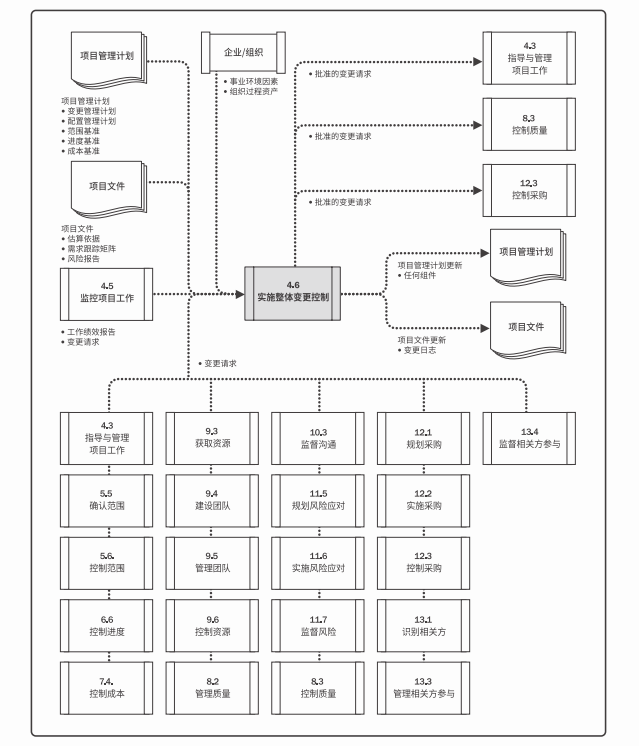 项目管理计划
项目管理计划
• 变更管理计划
• 配置管理计划
• 范围基准
• 进度基准
• 成本基准
项目文件
项目文件
• 估算依据
• 需求跟踪矩阵
• 风险报告
4.5
监控项目工作
• 工作绩效报告
• 变更请求
企业/组织
• 事业环境因素
• 组织过程资产
4.6
实施整体变更控制
• 批准的变更请求
4.3
指导与管理
项目工作
• 批准的变更请求
8.3
控制质量
• 批准的变更请求
12.3
控制采购
项目管理计划更新
• 任何组件
项目管理计划
项目文件更新
• 变更日志
项目文件
• 变更请求
4.3
指导与管理
项目工作
5.5
确认范围
5.6.
控制范围
6.6
控制进度
7.4.
控制成本
9.3
获取资源
9.4
建设团队
9.5
管理团队
9.6
控制资源
8.2
管理质量
10.3
监督沟通
11.5
规划风险应对
11.6
实施风险应对
11.7
监督风险
8.3
控制质量
12.1
规划采购
12.2
实施采购
12.3
控制采购
13.1
识别相关方
13.3
管理相关方参与
13.4
监督相关方参与